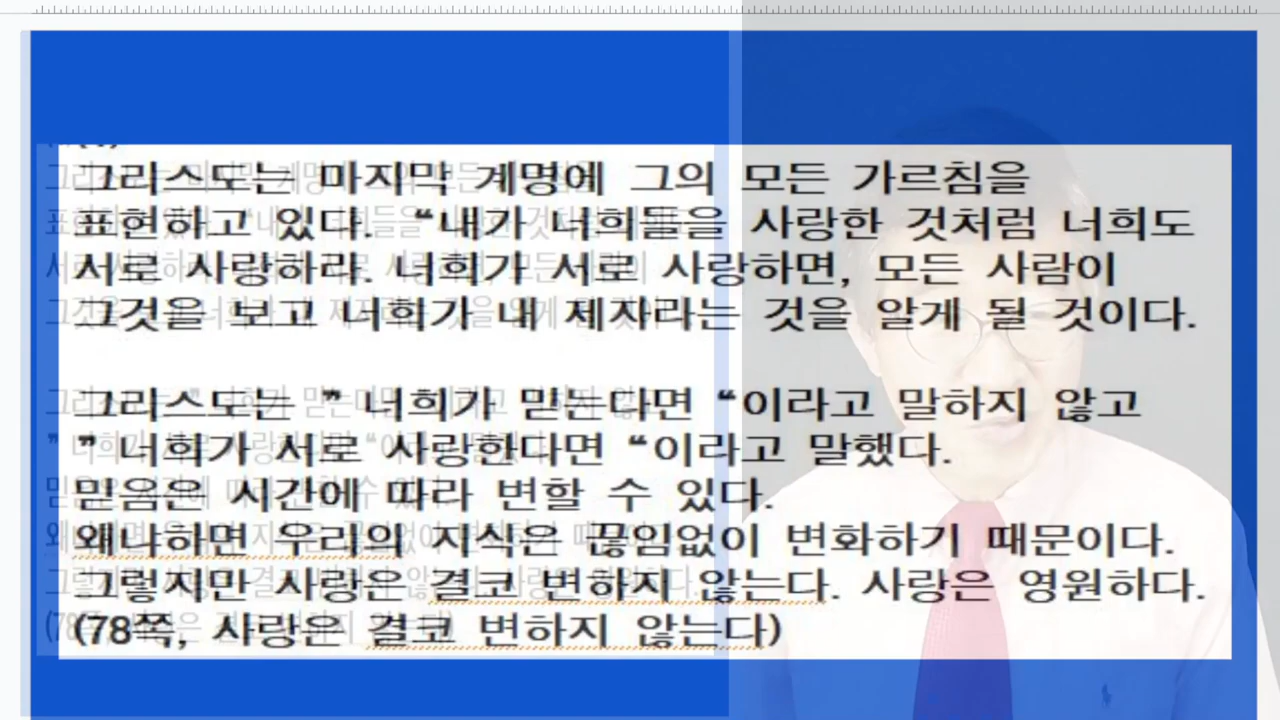 그리스도는 마지막 계명에 그의 모든 가르침을
표현하고 있다. “내가 너희들을 사랑한 것처럼 너희도
서로 사랑하라. 너희가 서로 사랑하면, 모든 사람이
그것을 보고 너희가 내 제자라는 것을 알게 될 것이다.
그리스도는 ” 너희가 믿는다면 “이라고 말하지 않고
” 너희가 서로 사랑한다면 “이라고 말했다.
믿음은 시간에 따라 변할 수 있다.
왜냐하면 우리의 지식은 끊임없이 변화하기 때문이다.
그렇지만 사랑은 결코 변하지 않는다. 사랑은 영원하다.
(78쪽, 사랑은 결코 변하지 않는다)